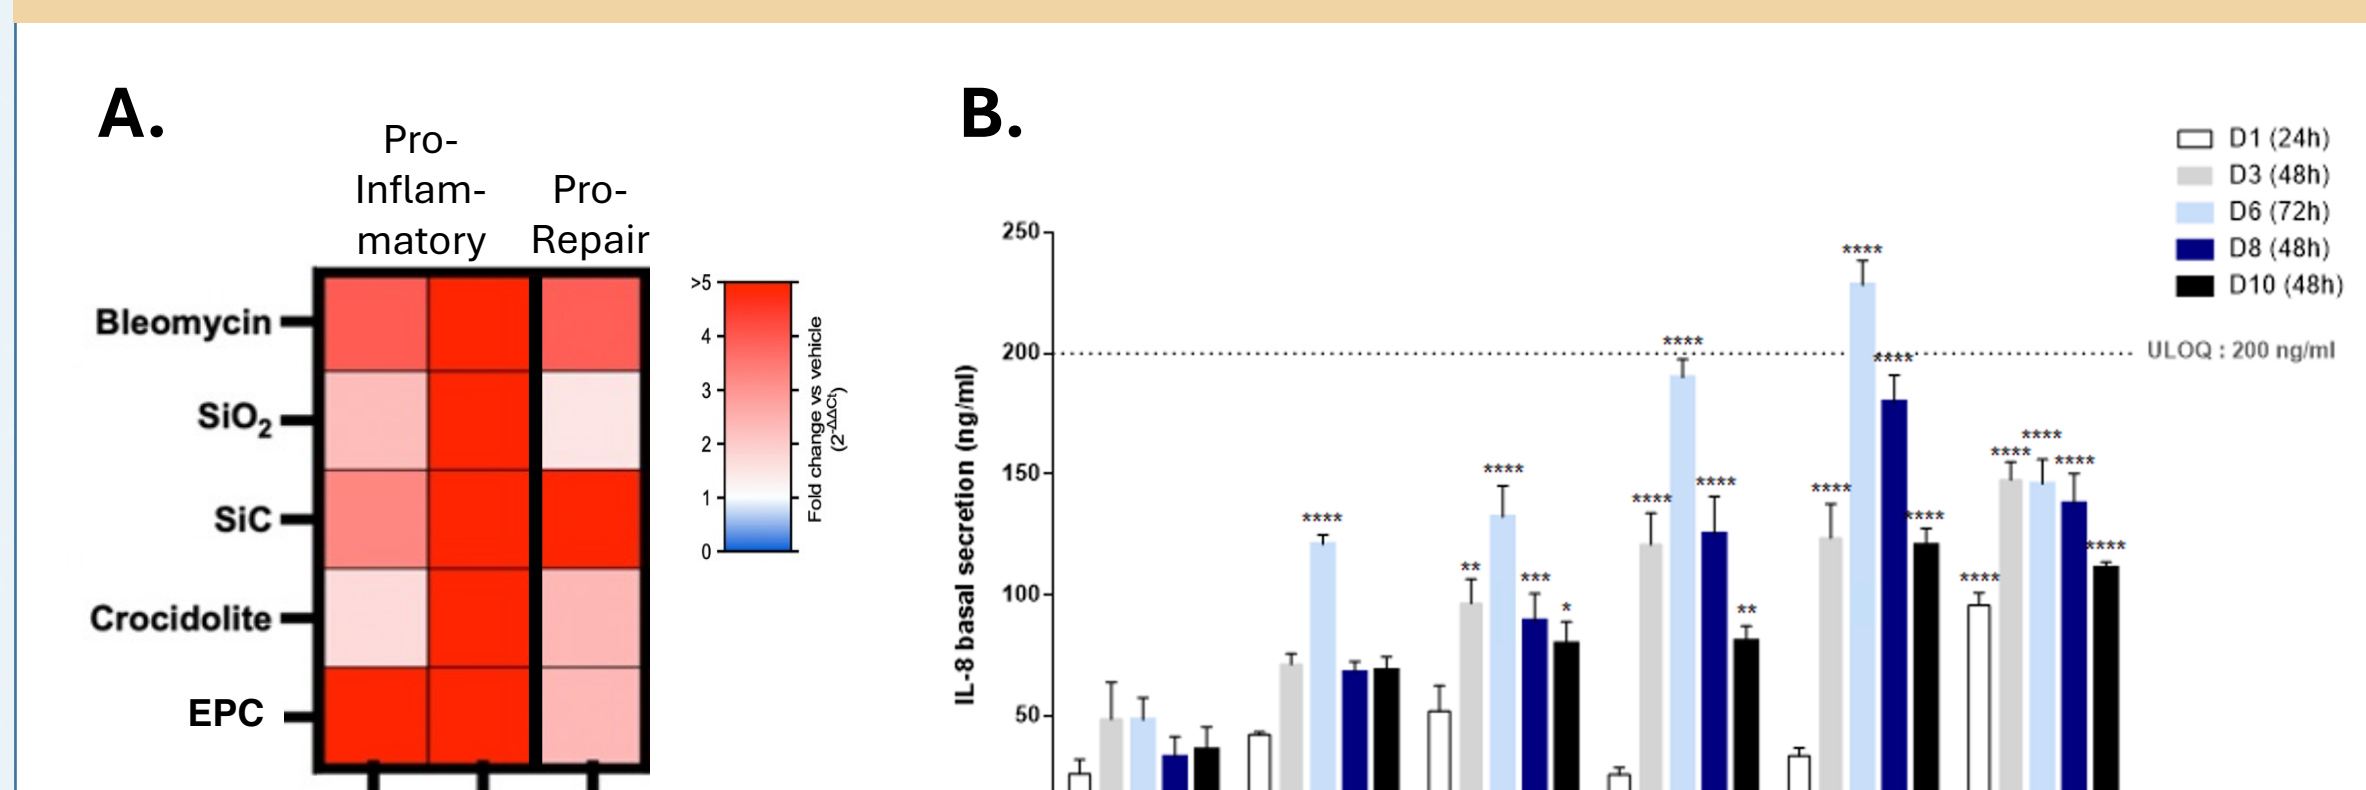 A.
Pro-
Inflam-
matory
Pro-
Repair
Bleomycin
SiO₂
SiC
Crocidolite
EPC
>5
4
3
2
1
0
Fold change vs vehicle
(2^-ΔΔCt)
B.
D1 (24h)
D3 (48h)
D6 (72h)
D8 (48h)
D10 (48h)
IL-8 basal secretion (ng/ml)
250
200
150
100
50
ULOQ : 200 ng/ml
****
**
****
***
*
****
****
****
**
****
****
****
****
****
****
****
****
****